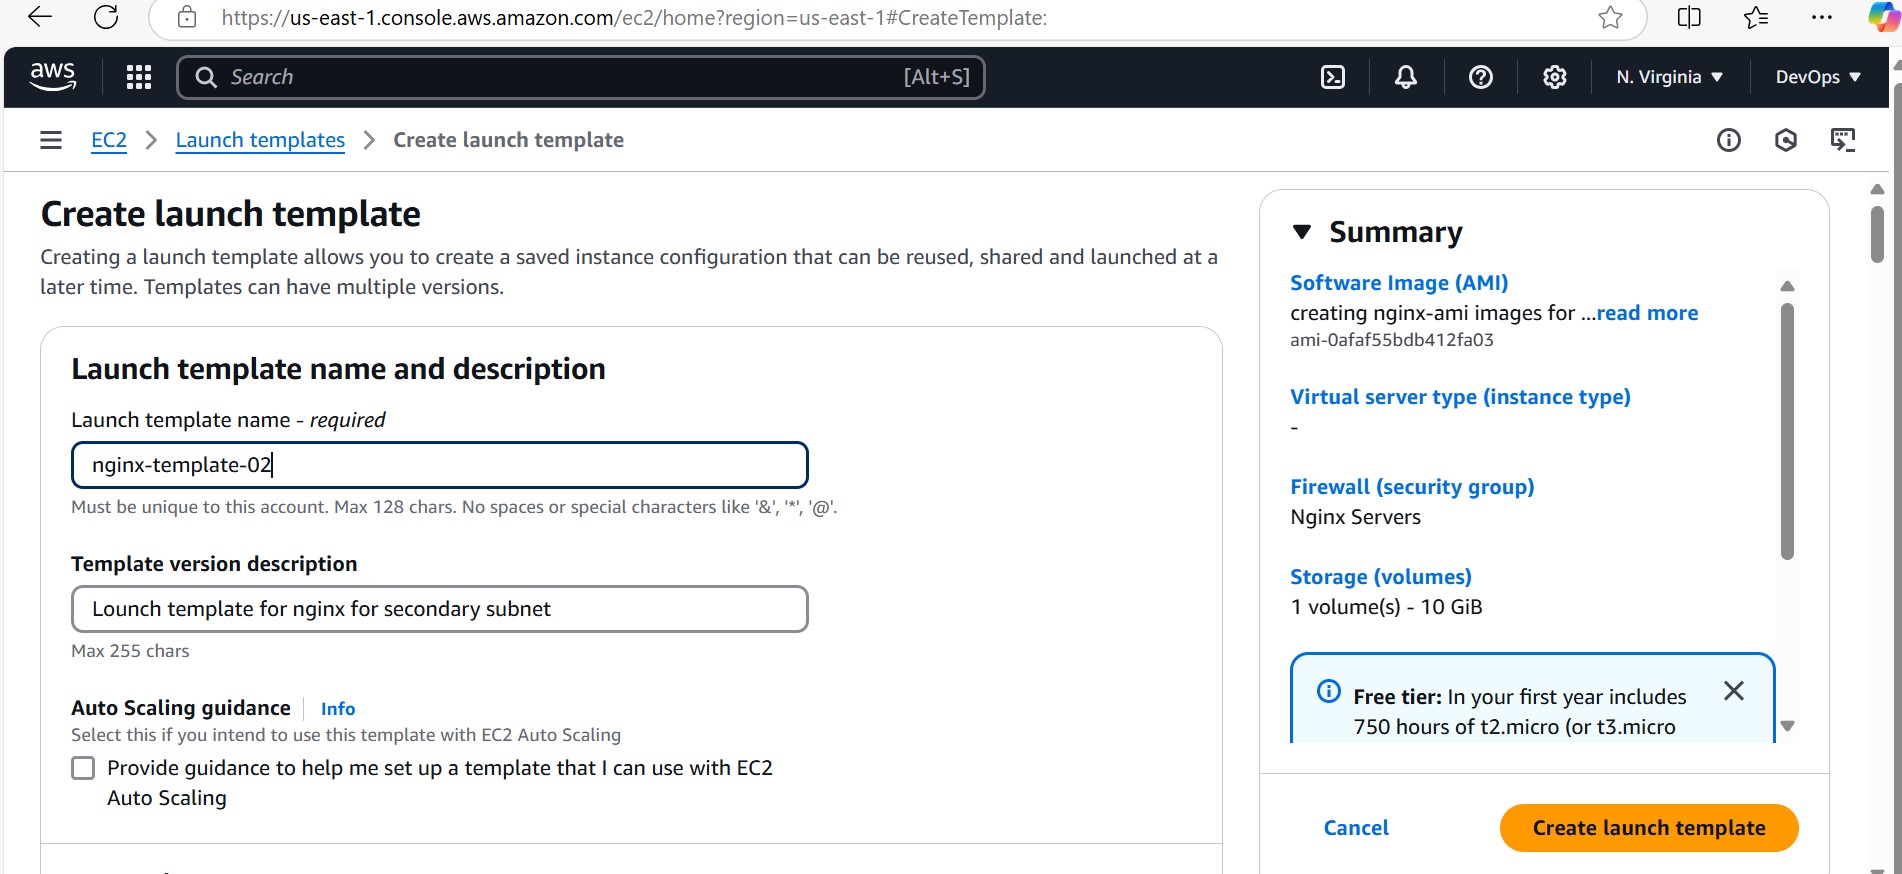 https://us-east-1.console.aws.amazon.com/ec2/home?region=us-east-1#CreateTemplate:
aws
Search
[Alt+S]
N. Virginia
DevOps
EC2
Launch templates
Create launch template
Create launch template
Creating a launch template allows you to create a saved instance configuration that can be reused, shared and launched at a
later time. Templates can have multiple versions.
Launch template name and description
Launch template name - required
nginx-template-02
Must be unique to this account. Max 128 chars. No spaces or special characters like '&', '*', '@'.
Template version description
Lounch template for nginx for secondary subnet
Max 255 chars
Auto Scaling guidance
Info
Select this if you intend to use this template with EC2 Auto Scaling
Provide guidance to help me set up a template that I can use with EC2
Auto Scaling
Summary
Software Image (AMI)
creating nginx-ami images for ...read more
ami-0afaf55bdb412fa03
Virtual server type (instance type)
-
Firewall (security group)
Nginx Servers
Storage (volumes)
1 volume(s) - 10 GiB
Free tier: In your first year includes
750 hours of t2.micro (or t3.micro
Cancel
Create launch template